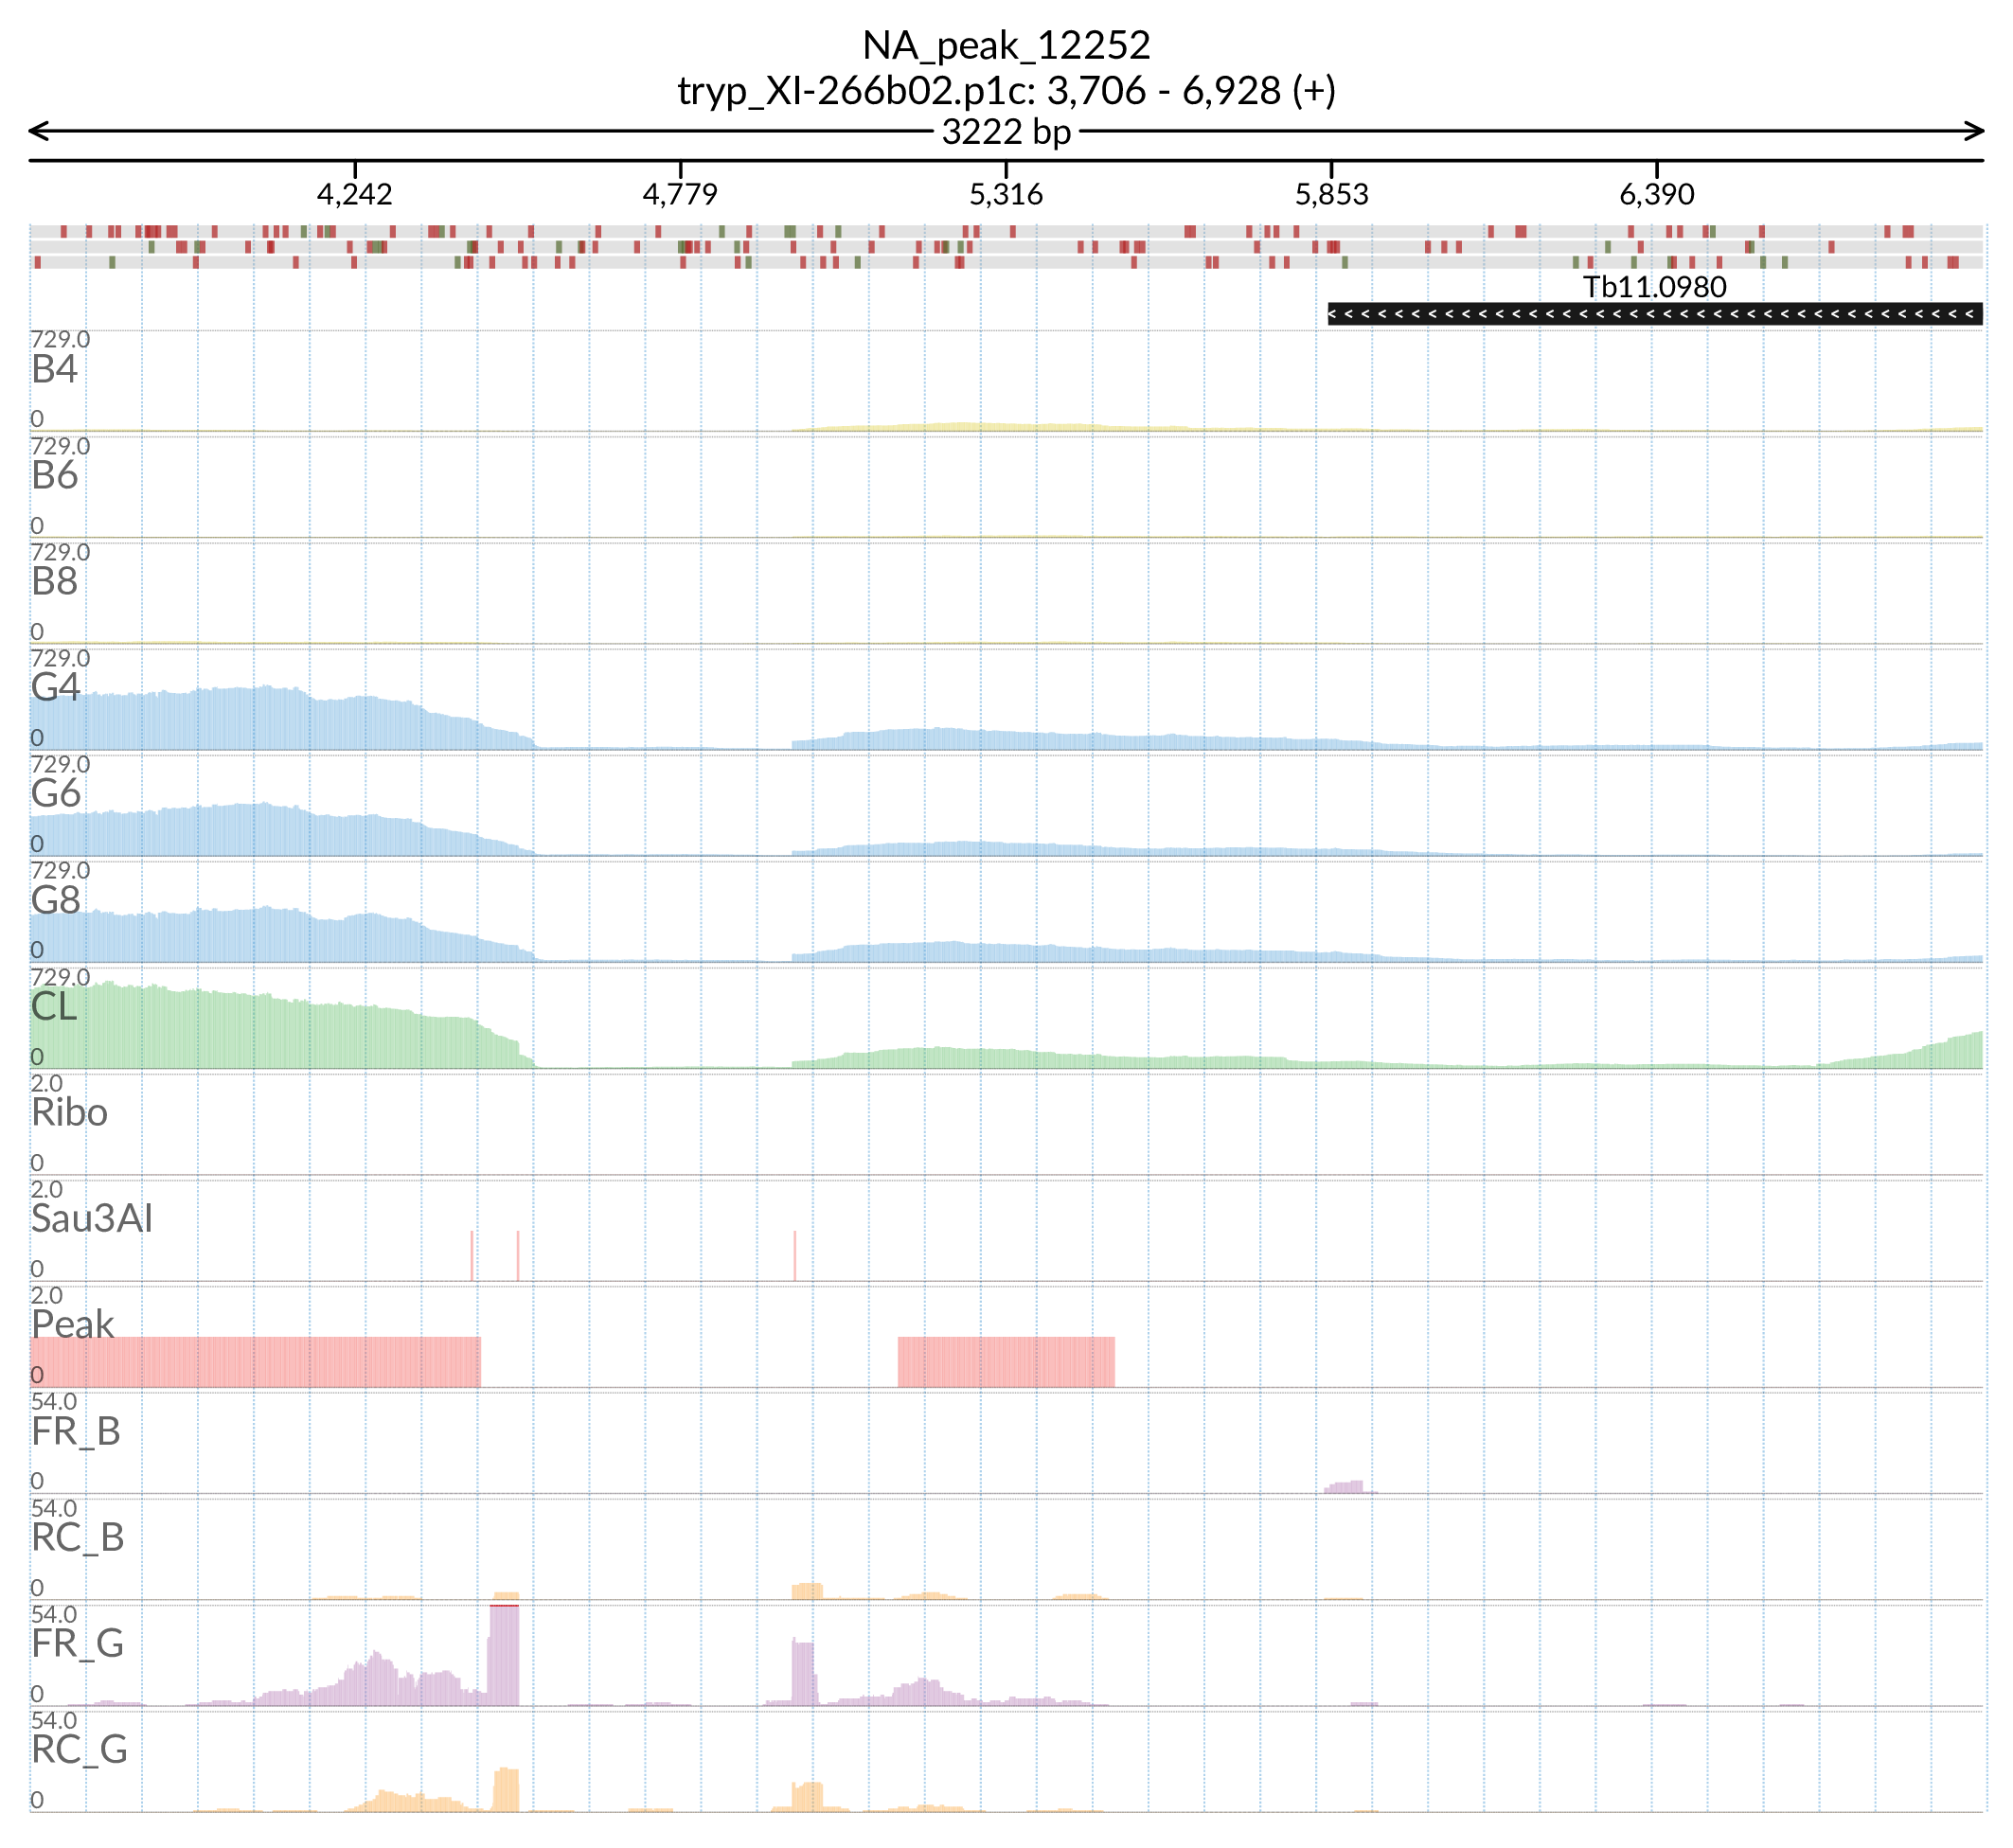 NA_peak_12252
tryp_XI-266b02.p1c: 3,706 - 6,928 (+)
3222 bp
4,242 4,779 5,316 5,853 6,390
Tb11.0980
729.0
B4
0
729.0
B6
0
729.0
B8
0
729.0
G4
0
729.0
G6
0
729.0
G8
0
729.0
CL
0
2.0
Ribo
0
2.0
Sau3AI
0
2.0
Peak
0
54.0
FR_B
0
54.0
RC_B
0
54.0
FR_G
0
54.0
RC_G
0